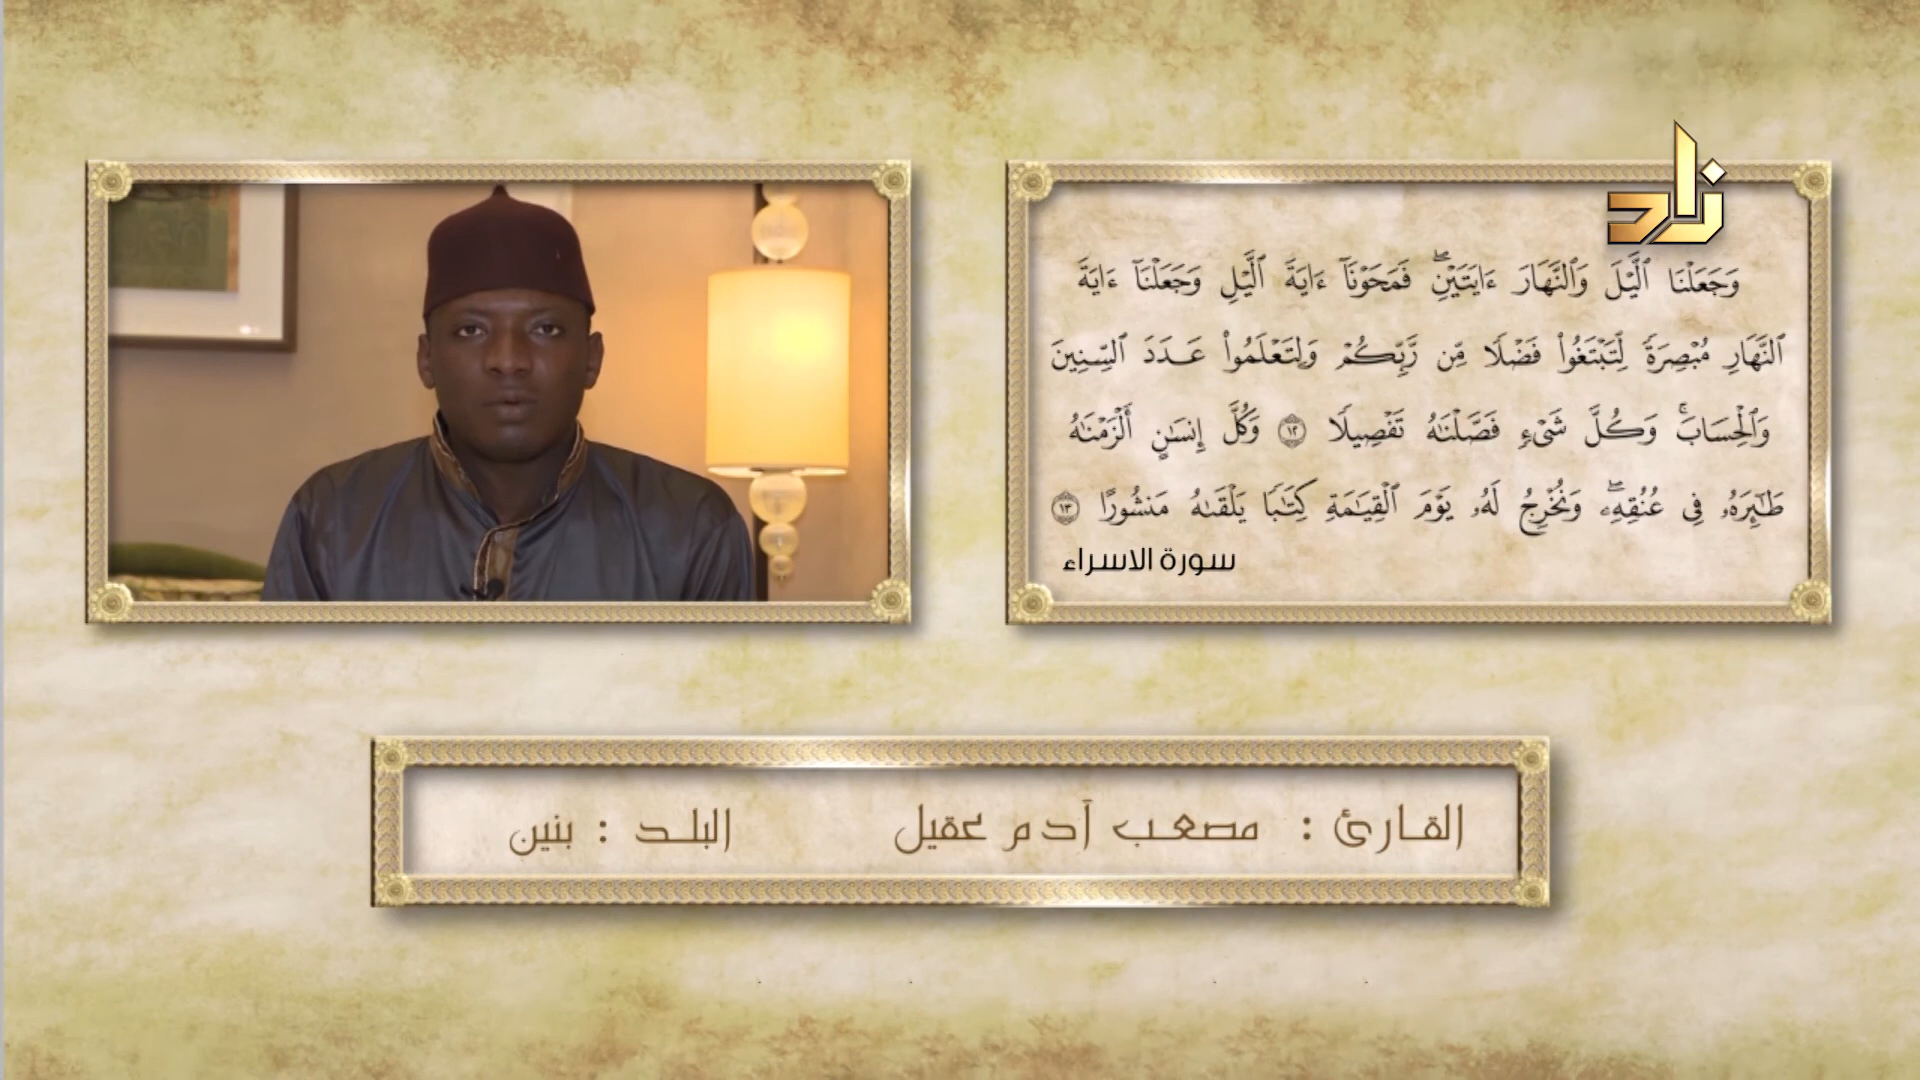 زاد
وَجَعَلْنَا ٱلَّيْلَ وَٱلنَّهَارَ ءَايَتَيْنِۖ فَمَحَوْنَآ ءَايَةَ ٱلَّيْلِ وَجَعَلْنَآ ءَايَةَ
ٱلنَّهَارِ مُبْصِرَةً لِّتَبْتَغُوا۟ فَضْلًا مِّن رَّبِّكُمْ وَلِتَعْلَمُوا۟ عَدَدَ ٱلسِّنِينَ
وَٱلْحِسَابَۚ وَكُلَّ شَىْءٍ فَصَّلْنَٰهُ تَفْصِيلًا ١٢ وَكُلَّ إِنسَٰنٍ أَلْزَمْنَٰهُ
طَٰٓئِرَهُۥ فِى عُنُقِهِۦۖ وَنُخْرِجُ لَهُۥ يَوْمَ ٱلْقِيَٰمَةِ كِتَٰبًا يَلْقَىٰهُ مَنشُورًا ١٣
سورة الاسراء
القارئ : مصعب آدم عقيل البلد : بنين